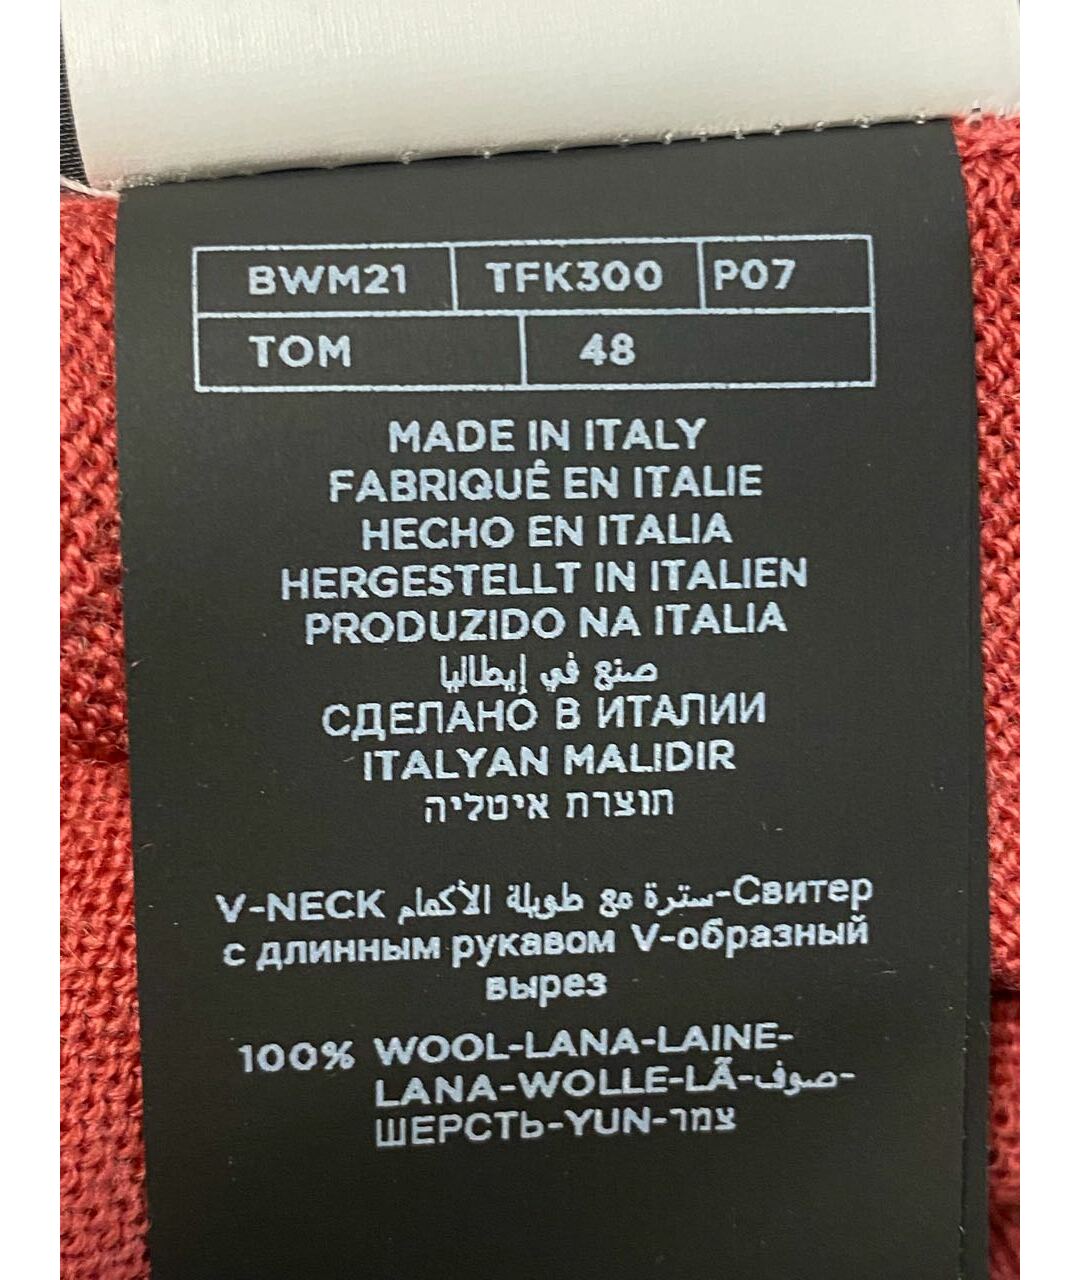 BWM21 TFK300 P07
TOM 48
MADE IN ITALY
FABRIQUÉ EN ITALIE
HECHO EN ITALIA
HERGESTELLT IN ITALIEN
PRODUZIDO NA ITALIA
صنع في إيطاليا
СДЕЛАНО В ИТАЛИИ
ITALYAN MALIDIR
תוצרת איטליה
V-NECK سترة مع طويلة الأكمام-Свитер
с длинным рукавом V-образный
вырез
100% WOOL-LANA-LAINE-
LANA-WOLLE-LÃ-صوف-
ШЕРСТЬ-YUN-צמר